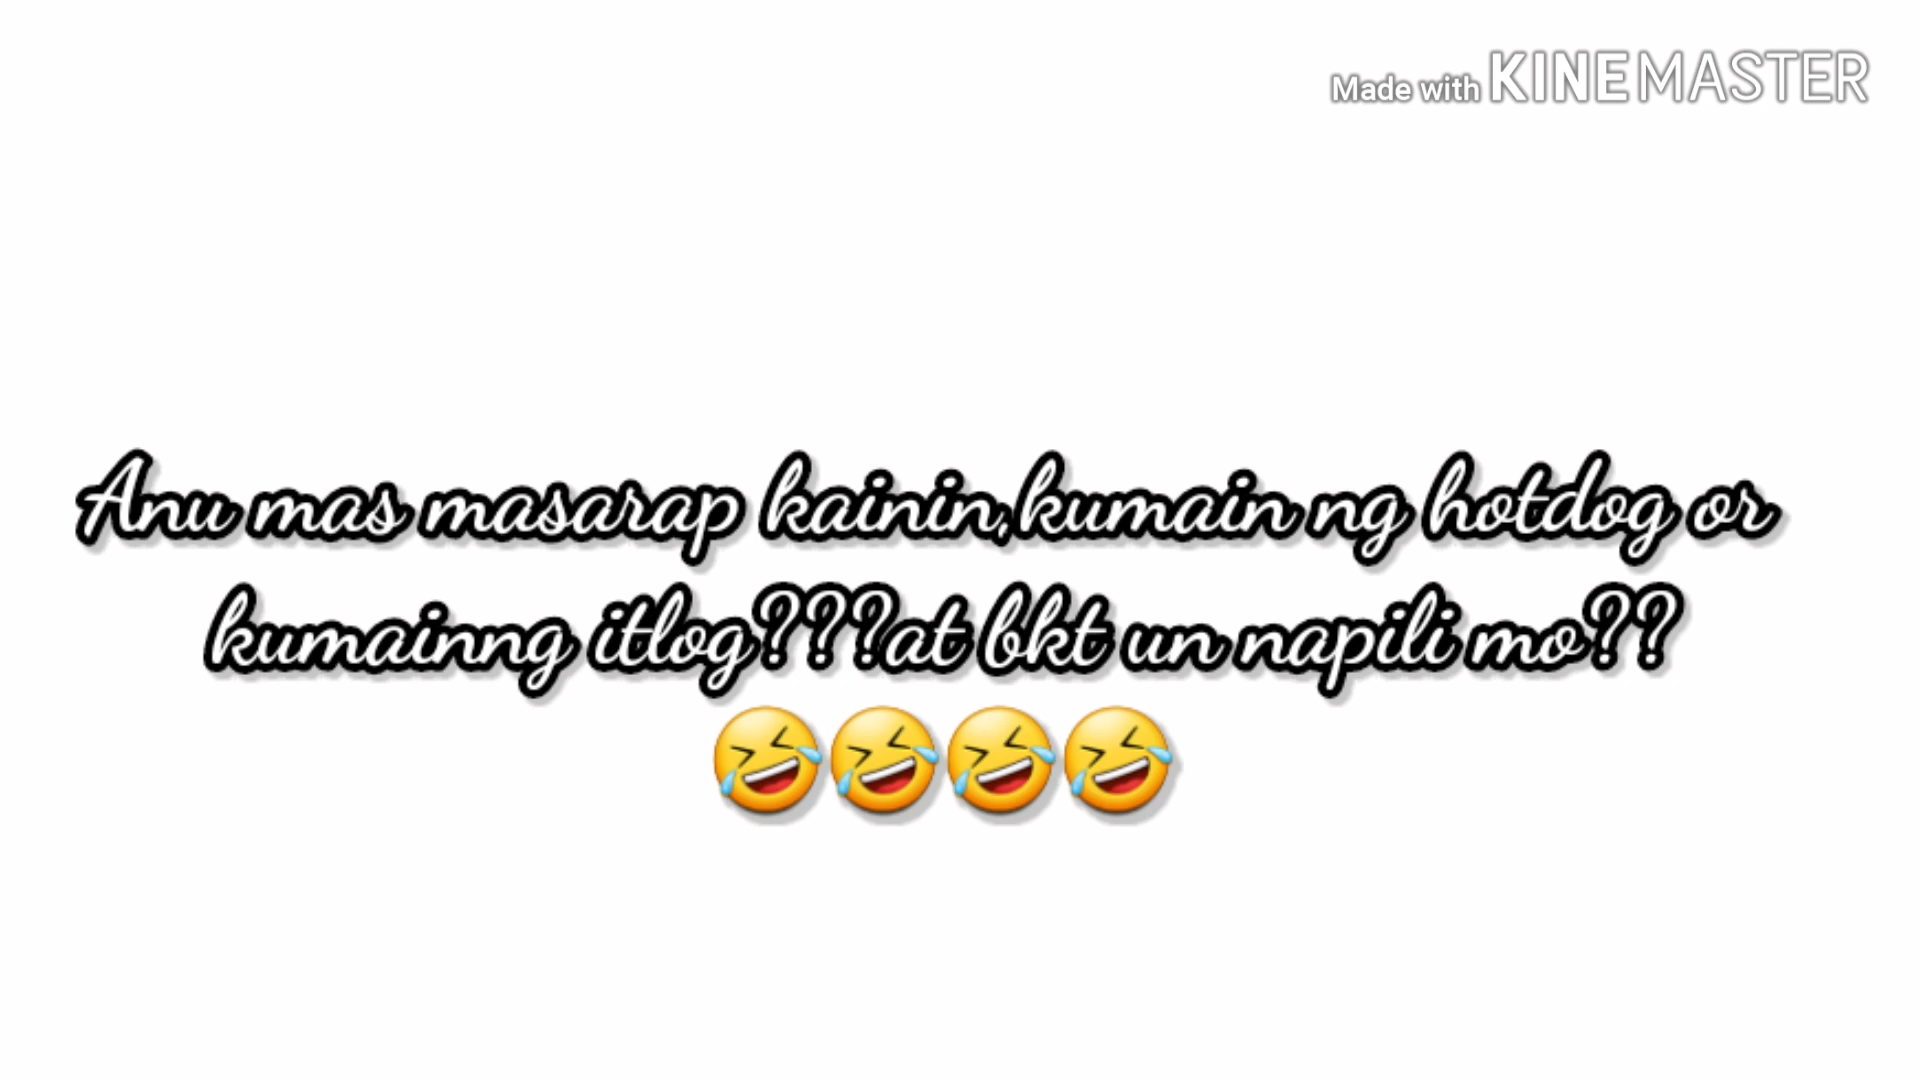 Made with KINEMASTER
Anu mas masarap kainin,kumain ng hotdog or
kumainng itlog???at bkt un napili mo??
🤣🤣🤣🤣